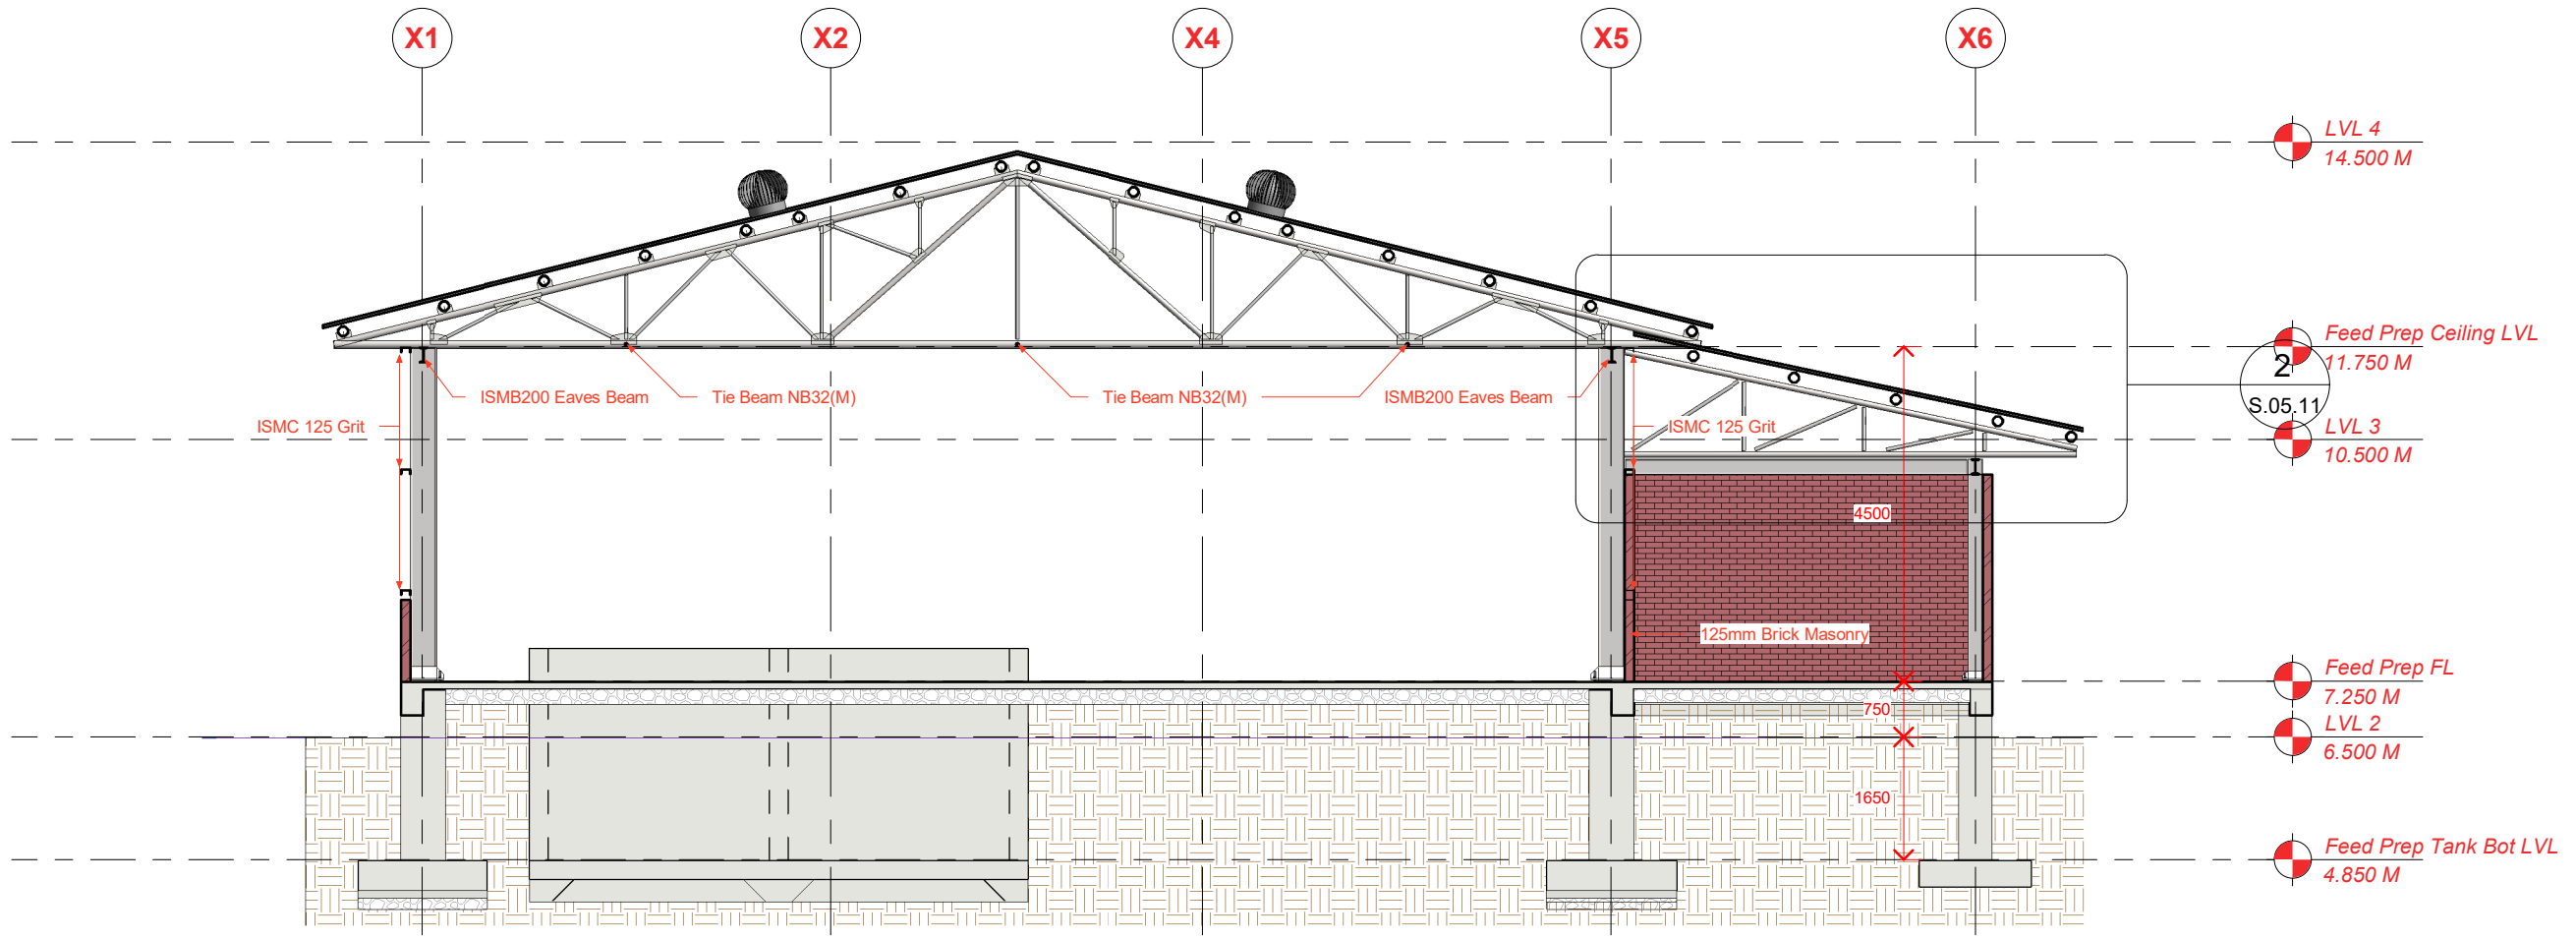 X1
X2
X4
X5
X6
LVL 4
14.500 M
Feed Prep Ceiling LVL
11.750 M
2
S.05.11
ISMB200 Eaves Beam
Tie Beam NB32(M)
Tie Beam NB32(M)
ISMB200 Eaves Beam
ISMC 125 Grit
ISMC 125 Grit
LVL 3
10.500 M
4500
125mm Brick Masonry
Feed Prep FL
7.250 M
750
LVL 2
6.500 M
1650
Feed Prep Tank Bot LVL
4.850 M